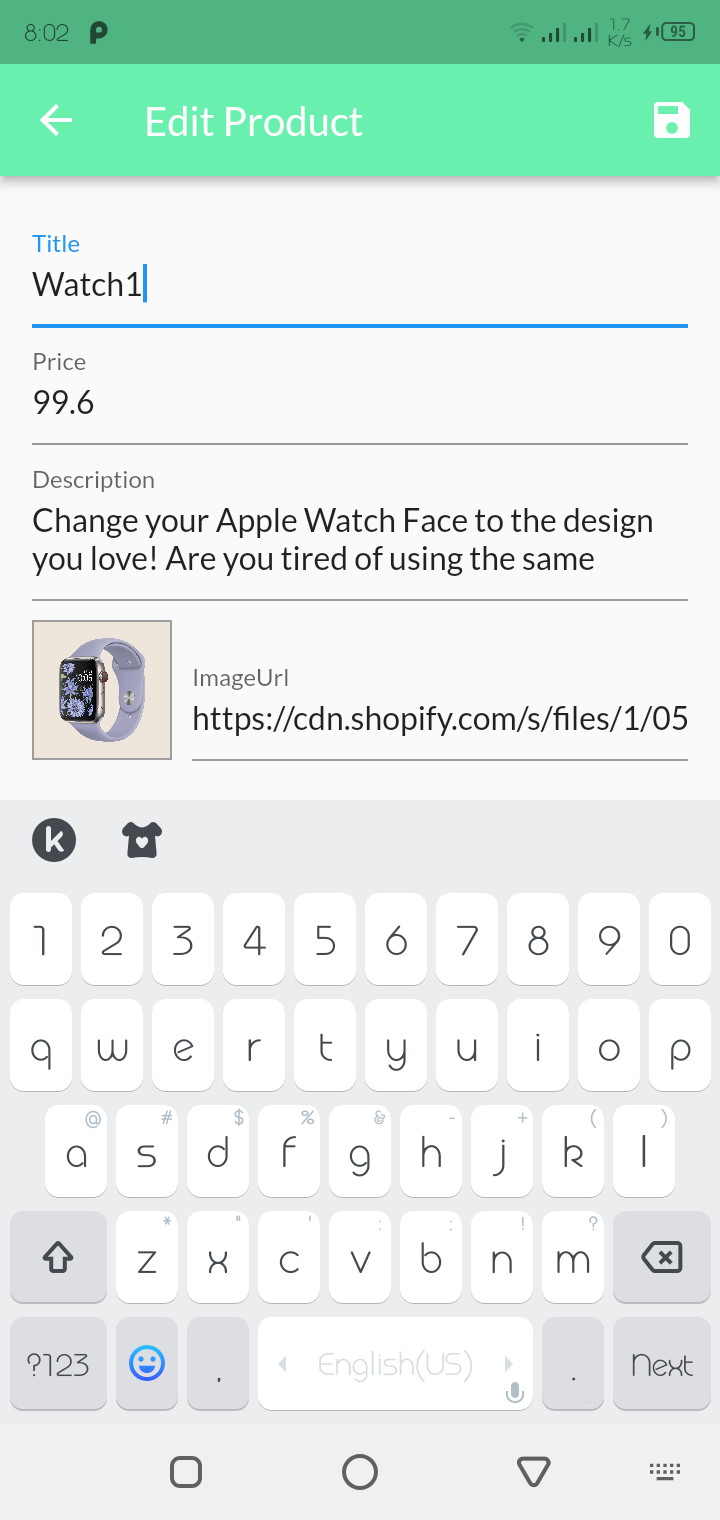 8:02
1.7
K/s
95
Edit Product
Title
Watch1
Price
99.6
Description
Change your Apple Watch Face to the design
you love! Are you tired of using the same
ImageUrl
https://cdn.shopify.com/s/files/1/05
k
1 2 3 4 5 6 7 8 9 0
q w e r t y u i o p
@ # $ % & - + ( )
a s d f g h j k l
* " ' : ; ! ?
z x c v b n m
?123 , English(US) . Next